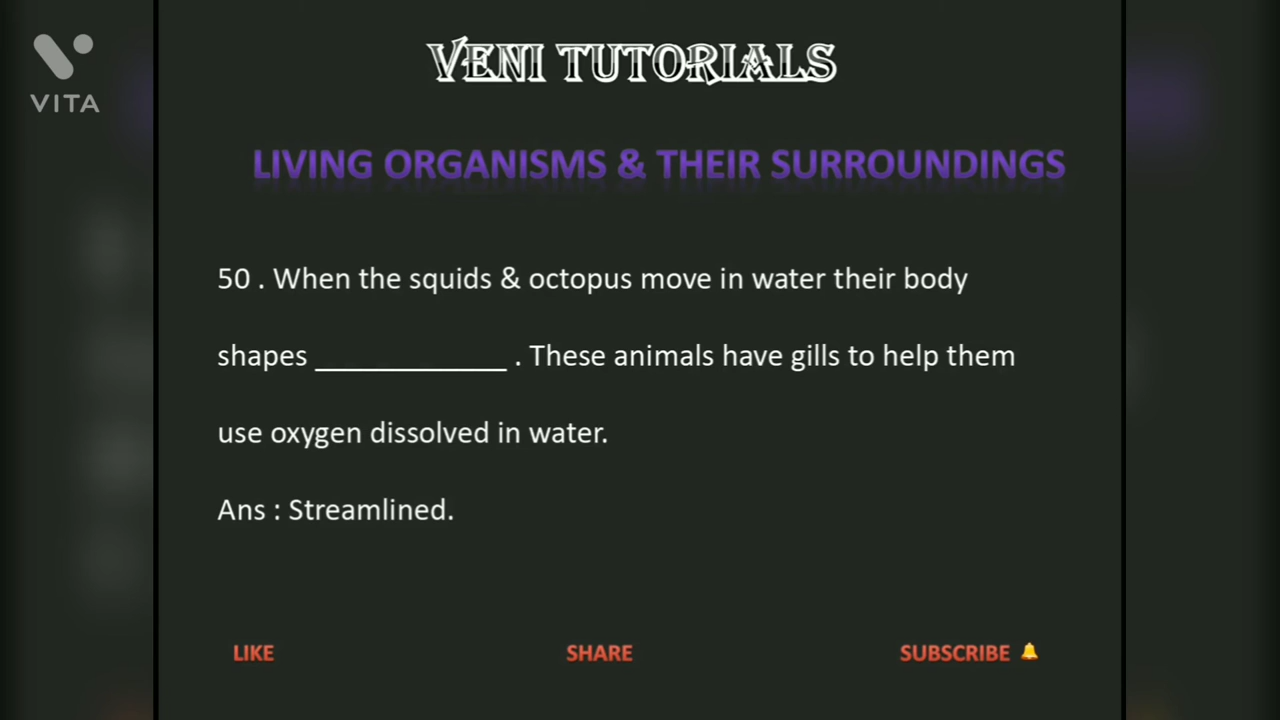 VITA
VENI TUTORIALS
LIVING ORGANISMS & THEIR SURROUNDINGS
50 . When the squids & octopus move in water their body
shapes ____________ . These animals have gills to help them
use oxygen dissolved in water.
Ans : Streamlined.
LIKE SHARE SUBSCRIBE 🔔